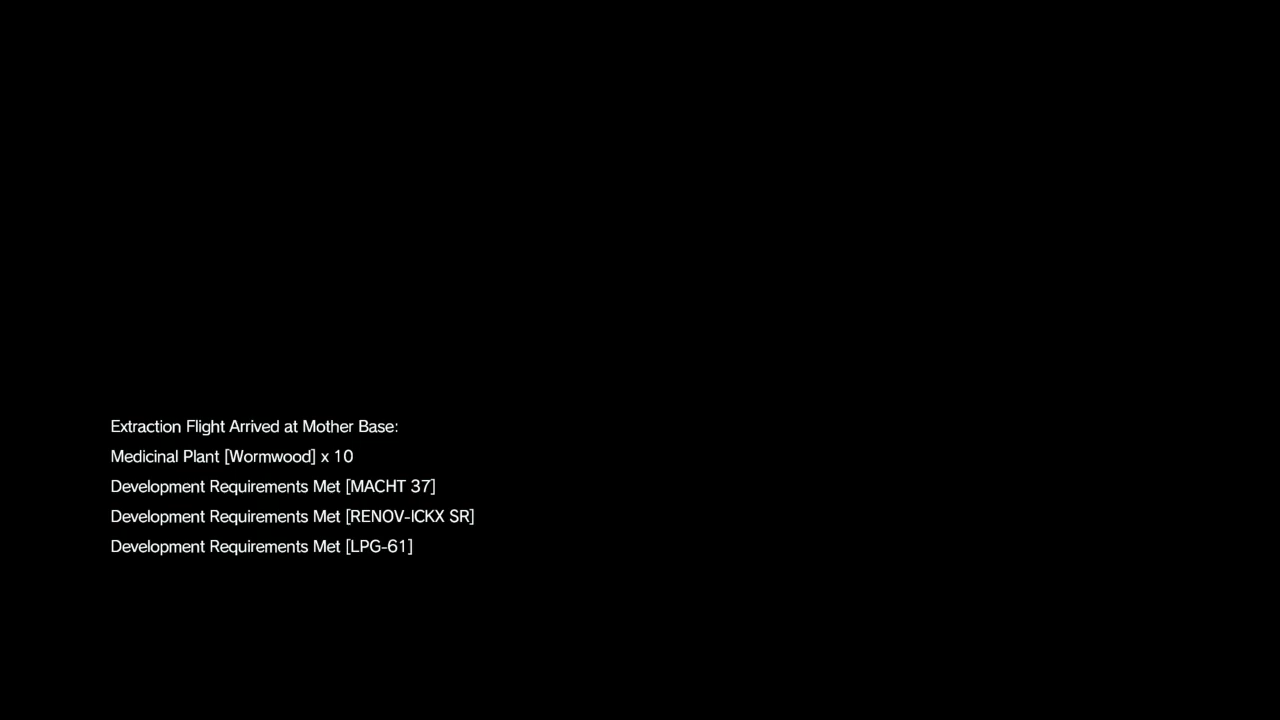 Extraction Flight Arrived at Mother Base:
Medicinal Plant [Wormwood] x 10
Development Requirements Met [MACHT 37]
Development Requirements Met [RENOV-ICKX SR]
Development Requirements Met [LPG-61]